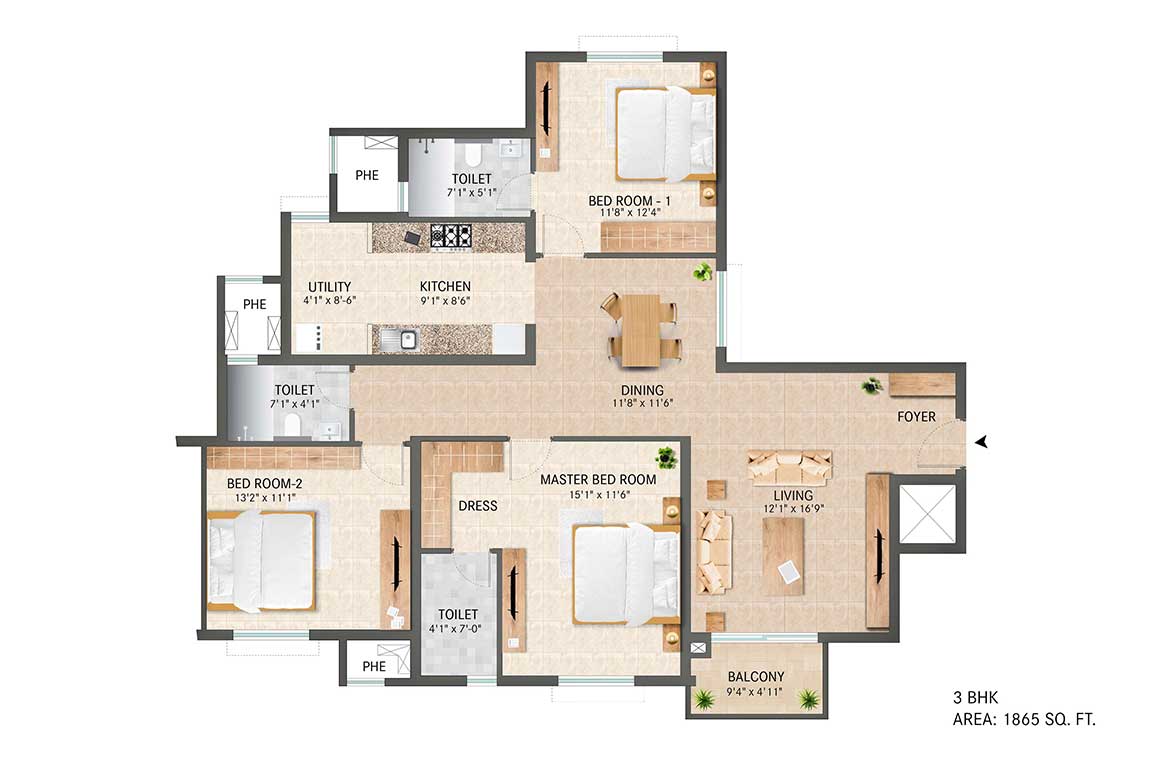 PHE
TOILET
7'1" x 5'1"
BED ROOM - 1
11'8" x 12'4"
UTILITY
4'1" x 8'-6"
KITCHEN
9'1" x 8'6"
PHE
TOILET
7'1" x 4'1"
DINING
11'8" x 11'6"
FOYER
BED ROOM-2
13'2" x 11'1"
DRESS
MASTER BED ROOM
15'1" x 11'6"
LIVING
12'1" x 16'9"
TOILET
4'1" x 7'-0"
PHE
BALCONY
9'4" x 4'11"
3 BHK
AREA: 1865 SQ. FT.